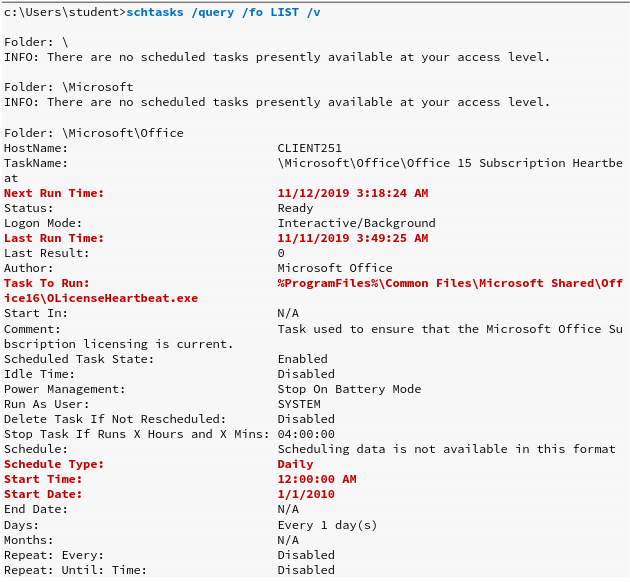 c:\Users\student>schtasks /query /fo LIST /v
Folder: \
INFO: There are no scheduled tasks presently available at your access level.
Folder: \Microsoft
INFO: There are no scheduled tasks presently available at your access level.
Folder: \Microsoft\Office
HostName: CLIENT251
TaskName: \Microsoft\Office\Office 15 Subscription Heartbe
at
Next Run Time: 11/12/2019 3:18:24 AM
Status: Ready
Logon Mode: Interactive/Background
Last Run Time: 11/11/2019 3:49:25 AM
Last Result: 0
Author: Microsoft Office
Task To Run: %ProgramFiles%\Common Files\Microsoft Shared\Off
ice16\OLicenseHeartbeat.exe
Start In: N/A
Comment: Task used to ensure that the Microsoft Office Su
bscription licensing is current.
Scheduled Task State: Enabled
Idle Time: Disabled
Power Management: Stop On Battery Mode
Run As User: SYSTEM
Delete Task If Not Rescheduled: Disabled
Stop Task If Runs X Hours and X Mins: 04:00:00
Schedule: Scheduling data is not available in this format
Schedule Type: Daily
Start Time: 12:00:00 AM
Start Date: 1/1/2010
End Date: N/A
Days: Every 1 day(s)
Months: N/A
Repeat: Every: Disabled
Repeat: Until: Time: Disabled